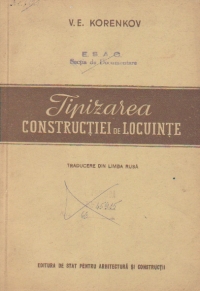 V. E. KORENKOV
Tipizarea
CONSTRUCȚIEI DE LOCUINȚE
TRADUCERE DIN LIMBA RUSĂ
EDITURA DE STAT PENTRU ARHITECTURĂ ȘI CONSTRUCȚII